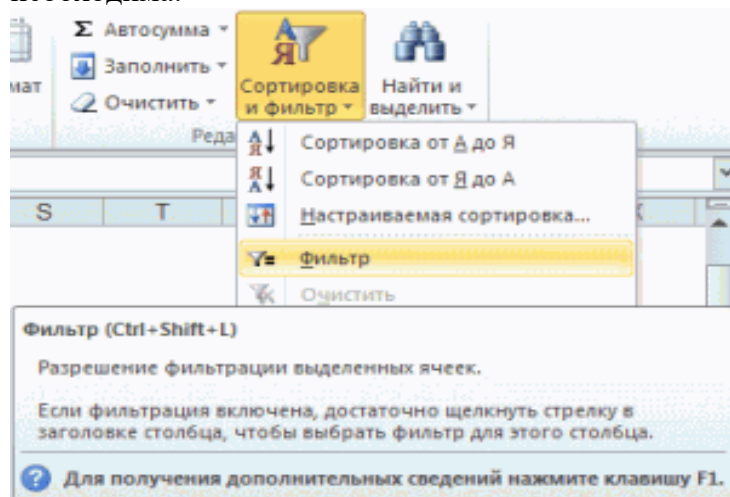 Σ Автосумма
Заполнить
Очистить
мат
Сортировка
и фильтр
Найти и
выделить
Реда
Сортировка от А до Я
Сортировка от Я до А
Настраиваемая сортировка...
S T
Фильтр
Очистить
Фильтр (Ctrl+Shift+L)
Разрешение фильтрации выделенных ячеек.
Если фильтрация включена, достаточно щелкнуть стрелку в
заголовке столбца, чтобы выбрать фильтр для этого столбца.
Для получения дополнительных сведений нажмите клавишу F1.